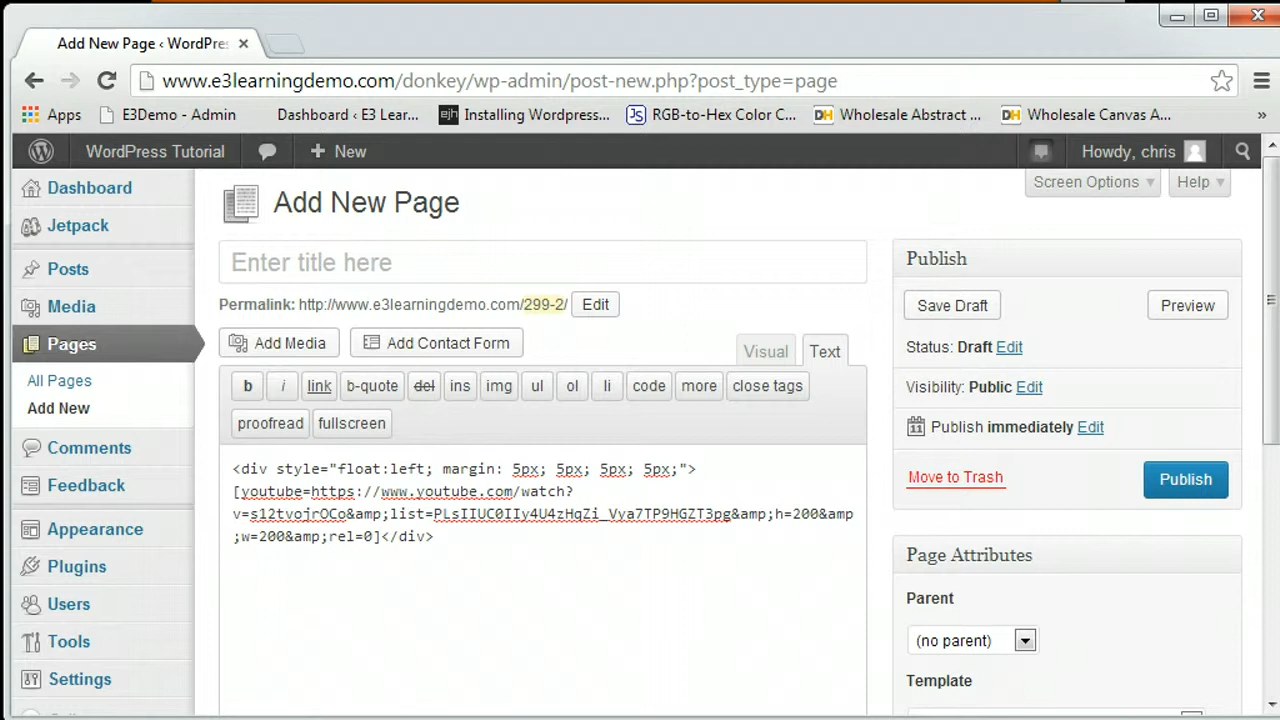 Add New Page ‹ WordPre
www.e3learningdemo.com/donkey/wp-admin/post-new.php?post_type=page
Apps E3Demo - Admin Dashboard ‹ E3 Lear... ejh Installing Wordpress... JS RGB-to-Hex Color C... DH Wholesale Abstract ... DH Wholesale Canvas A... »
WordPress Tutorial + New Howdy, chris
Screen Options Help
Dashboard
Jetpack
Posts
Media
Pages
All Pages
Add New
Comments
Feedback
Appearance
Plugins
Users
Tools
Settings
Add New Page
Enter title here
Permalink: http://www.e3learningdemo.com/299-2/ Edit
Add Media Add Contact Form
Visual Text
b i link b-quote del ins img ul ol li code more close tags
proofread fullscreen
<div style="float:left; margin: 5px; 5px; 5px; 5px;">
[youtube=https://www.youtube.com/watch?
v=s12tvojrOCo&amp;list=PLsIIUC0IIy4U4zHqZi_Vya7TP9HGZT3pg&amp;h=200&amp
;w=200&amp;rel=0]</div>
Publish
Save Draft Preview
Status: Draft Edit
Visibility: Public Edit
11 Publish immediately Edit
Move to Trash Publish
Page Attributes
Parent
(no parent)
Template